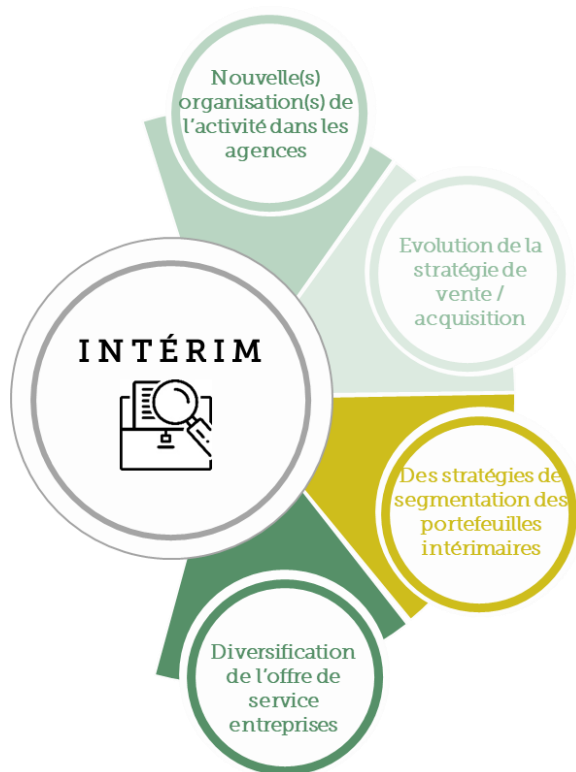 Nouvelle(s)
organisation(s) de
l'activité dans les
agences
Evolution de la
stratégie de
vente /
acquisition
INTÉRIM
Des stratégies de
segmentation des
portefeuilles
intérimaires
Diversification
de l'offre de
service
entreprises